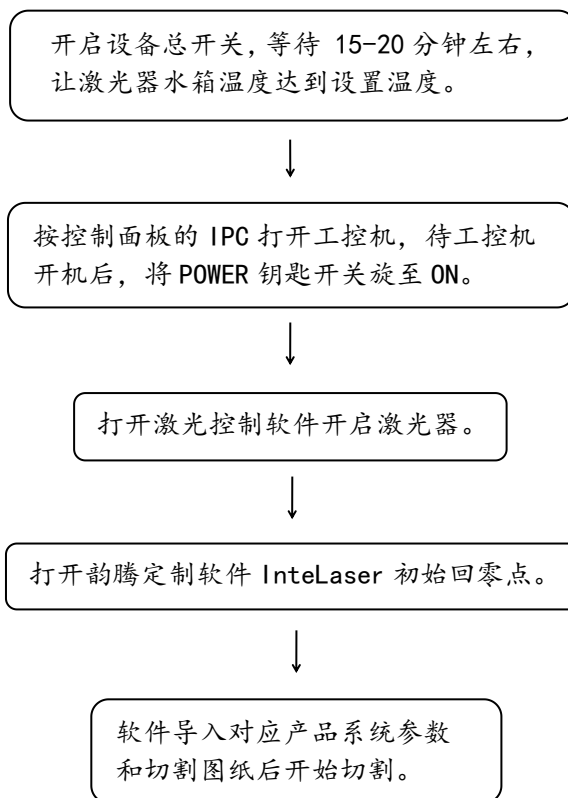 开启设备总开关，等待 15-20 分钟左右，
让激光器水箱温度达到设置温度。
按控制面板的 IPC 打开工控机，待工控机
开机后，将 POWER 钥匙开关旋至 ON。
打开激光控制软件开启激光器。
打开韵腾定制软件 InteLaser 初始回零点。
软件导入对应产品系统参数
和切割图纸后开始切割。